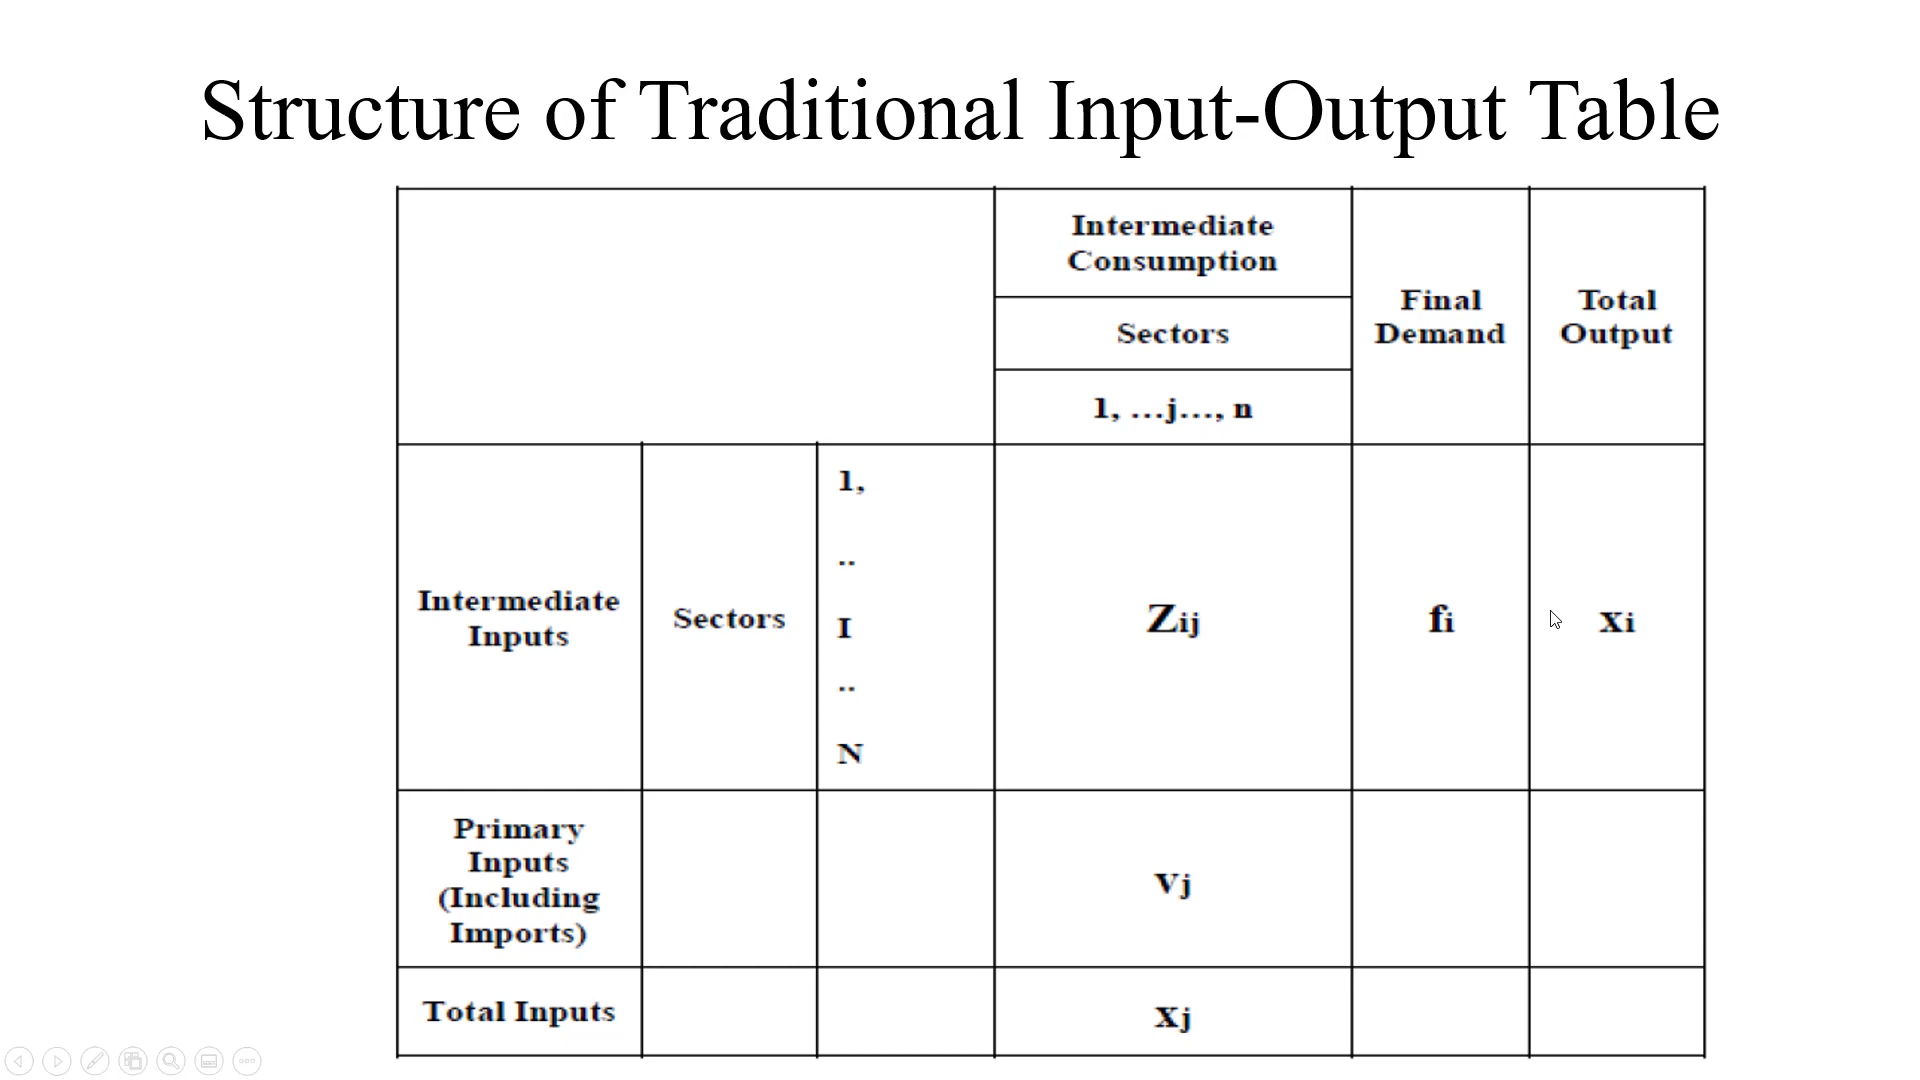 Structure of Traditional Input-Output Table
Intermediate
Consumption
Sectors
1, ...j..., n
Final
Demand
Total
Output
Intermediate
Inputs
Sectors
1,
..
I
..
N
Zij
fi
xi
Primary
Inputs
(Including
Imports)
vj
Total Inputs
xj